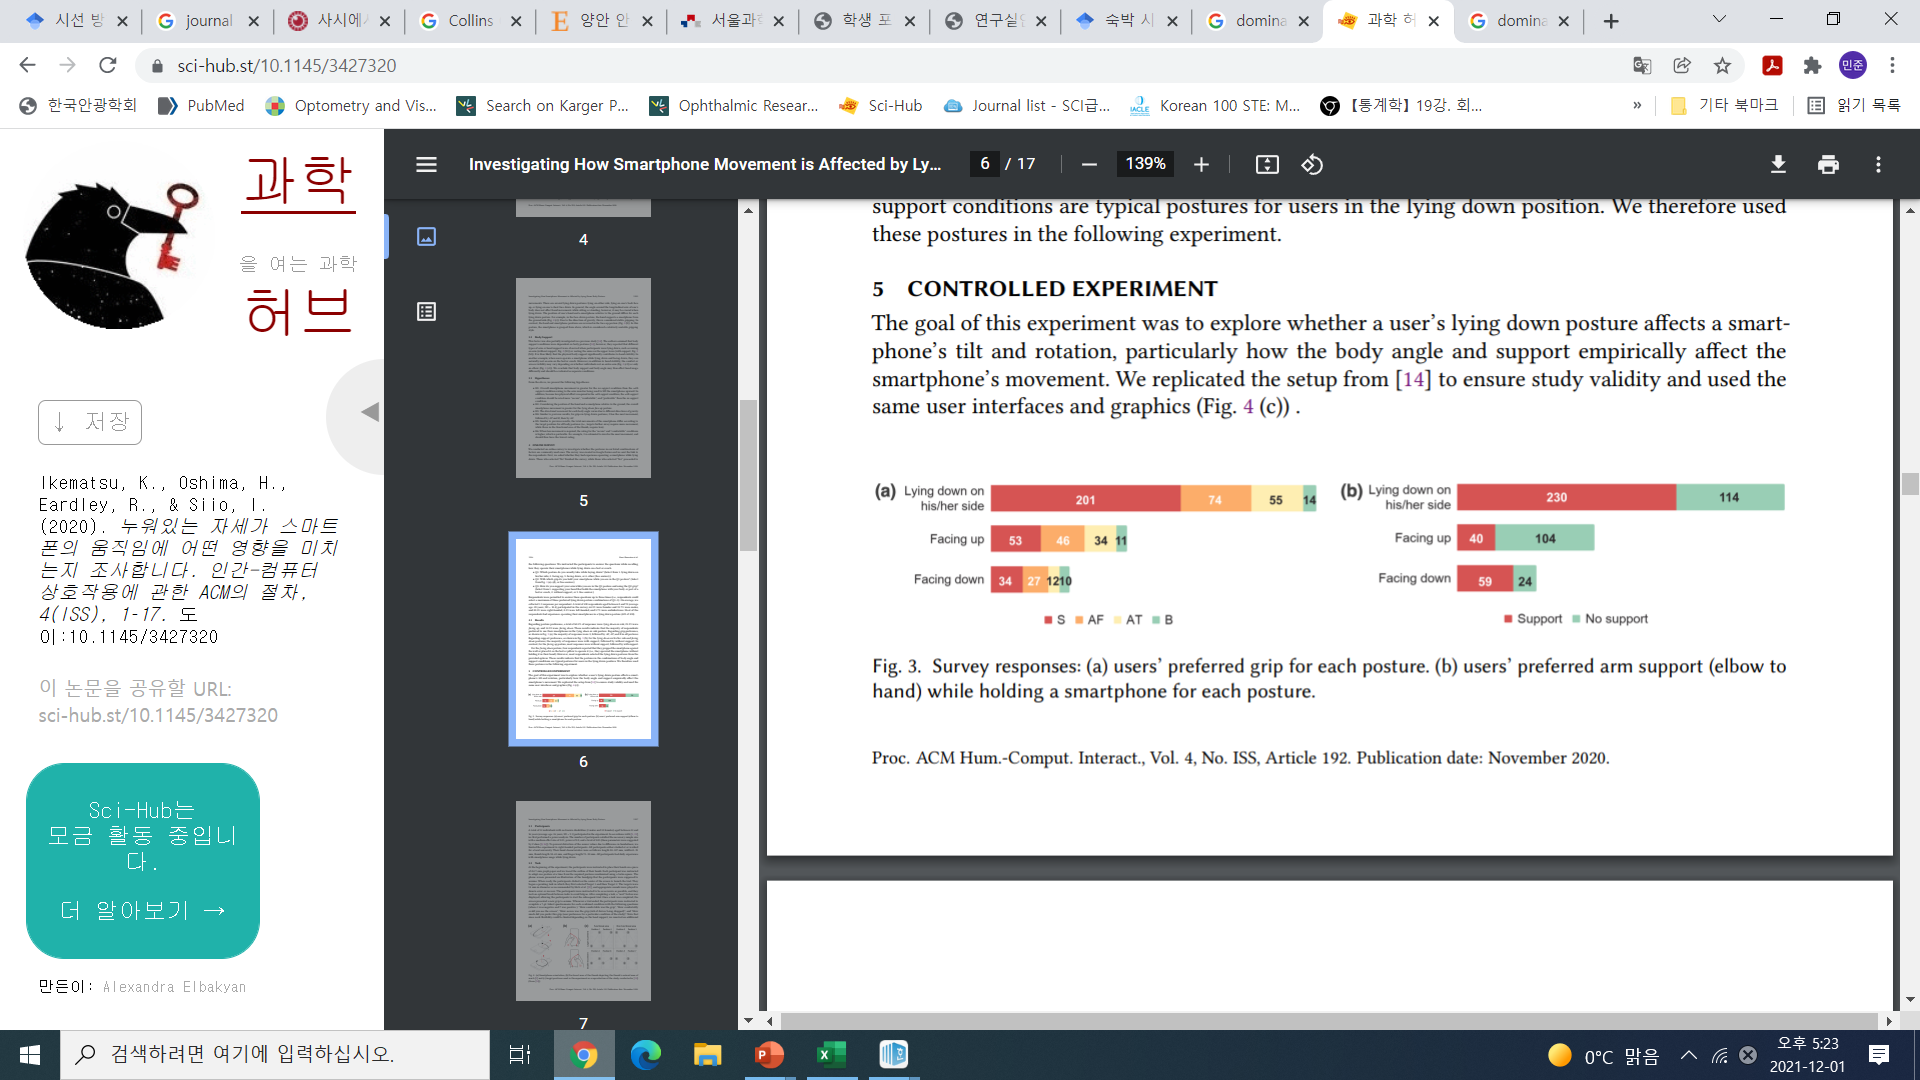 시선 방
journal
사시에서
Collins
양안 안
서울과학
학생 포
연구실안
숙박 시
domina
과학 허
domina
sci-hub.st/10.1145/3427320
민준
한국안광학회
PubMed
Optometry and Vis...
Search on Karger P...
Ophthalmic Resear...
Sci-Hub
Journal list - SCI급...
Korean 100 STE: M...
【통계학】 19강. 회...
»
기타 북마크
읽기 목록
과학
을 여는 과학
허브
↓ 저장
Ikematsu, K., Oshima, H.,
Eardley, R., & Siio, I.
(2020). 누워있는 자세가 스마트
폰의 움직임에 어떤 영향을 미치
는지 조사합니다. 인간-컴퓨터
상호작용에 관한 ACM의 절차,
4(ISS), 1-17. 도
이:10.1145/3427320
이 논문을 공유할 URL:
sci-hub.st/10.1145/3427320
Sci-Hub는
모금 활동 중입니
다.
더 알아보기 →
만든이: Alexandra Elbakyan
Investigating How Smartphone Movement is Affected by Ly...
6 / 17
139%
4
5
6
7
support conditions are typical postures for users in the lying down position. We therefore used
these postures in the following experiment.
5 CONTROLLED EXPERIMENT
The goal of this experiment was to explore whether a user's lying down posture affects a smart-
phone's tilt and rotation, particularly how the body angle and support empirically affect the
smartphone's movement. We replicated the setup from [14] to ensure study validity and used the
same user interfaces and graphics (Fig. 4 (c)) .
(a) Lying down on his/her side 201 74 55 14
Facing up 53 46 34 11
Facing down 34 27 12 10
S AF AT B
(b) Lying down on his/her side 230 114
Facing up 40 104
Facing down 59 24
Support No support
Fig. 3. Survey responses: (a) users' preferred grip for each posture. (b) users' preferred arm support (elbow to
hand) while holding a smartphone for each posture.
Proc. ACM Hum.-Comput. Interact., Vol. 4, No. ISS, Article 192. Publication date: November 2020.
검색하려면 여기에 입력하십시오.
0°C 맑음
오후 5:23
2021-12-01